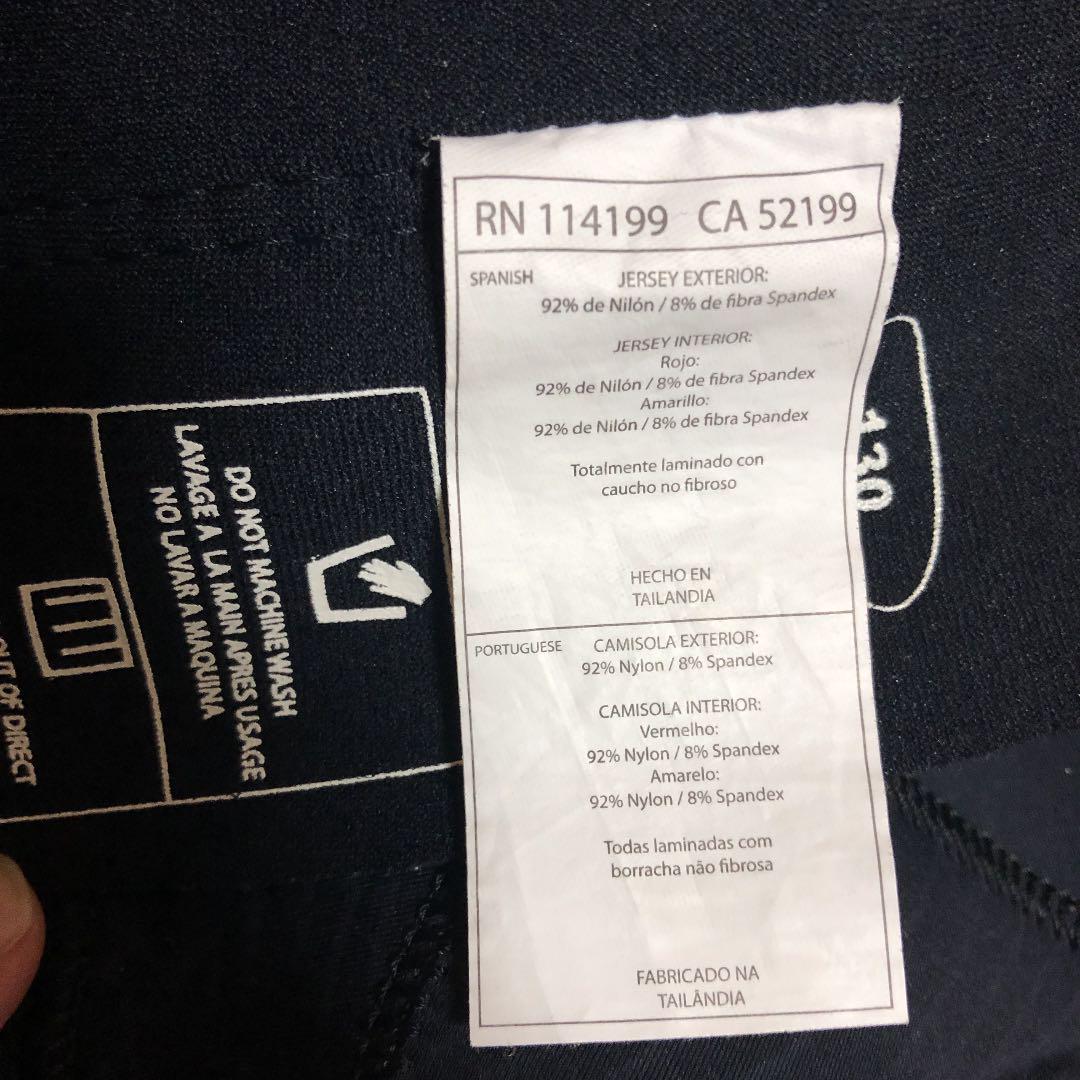 RN 114199 CA 52199
SPANISH
JERSEY EXTERIOR:
92% de Nilón / 8% de fibra Spandex
JERSEY INTERIOR:
Rojo:
92% de Nilón / 8% de fibra Spandex
Amarillo:
92% de Nilón / 8% de fibra Spandex
Totalmente laminado con
caucho no fibroso
HECHO EN
TAILANDIA
PORTUGUESE
CAMISOLA EXTERIOR:
92% Nylon / 8% Spandex
CAMISOLA INTERIOR:
Vermelho:
92% Nylon / 8% Spandex
Amarelo:
92% Nylon / 8% Spandex
Todas laminadas com
borracha não fibrosa
FABRICADO NA
TAILÂNDIA
DO NOT MACHINE WASH
LAVAGE A LA MAIN APRES USAGE
NO LAVAR A MAQUINA
OF DIRECT
130